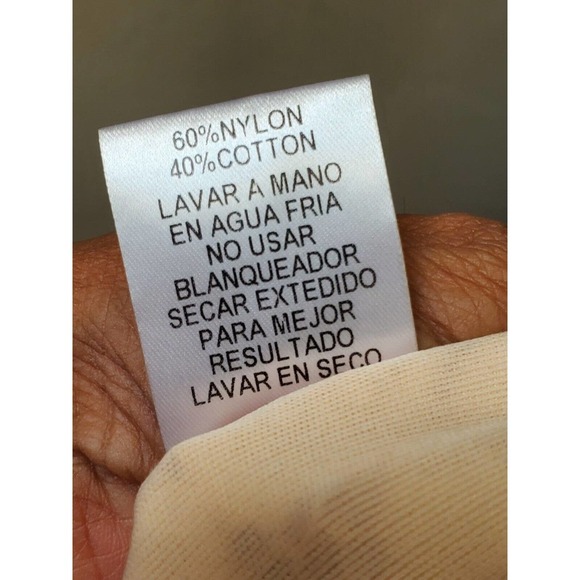 60%NYLON
40%COTTON
LAVAR A MANO
EN AGUA FRIA
NO USAR
BLANQUEADOR
SECAR EXTEDIDO
PARA MEJOR
RESULTADO
LAVAR EN SECO